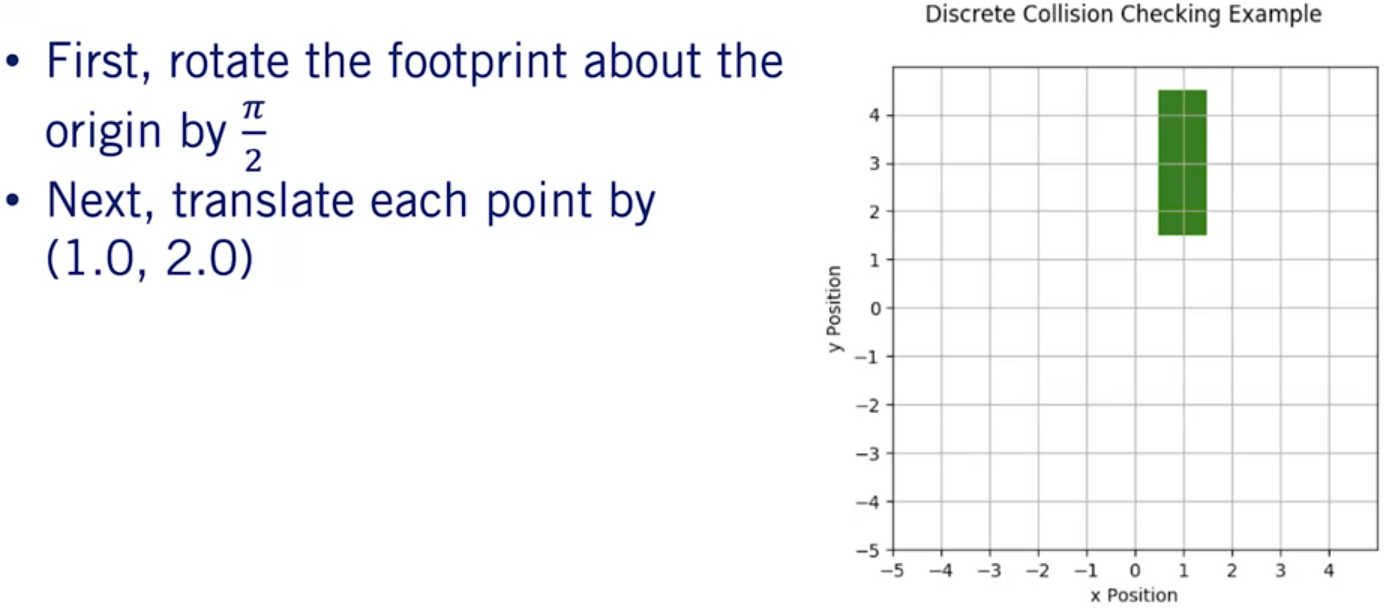 • First, rotate the footprint about the
origin by π/2
• Next, translate each point by
(1.0, 2.0)
Discrete Collision Checking Example
y Position
4
3
2
1
0
−1
−2
−3
−4
−5
−5 −4 −3 −2 −1 0 1 2 3 4
x Position